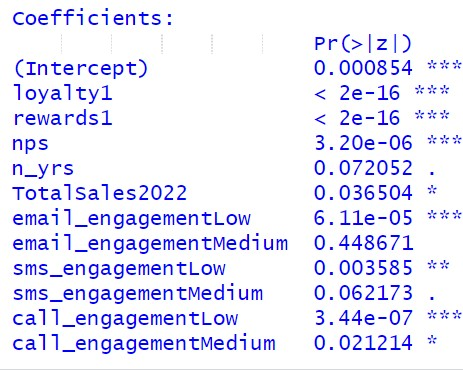 Coefficients:
Pr(>|z|)
(Intercept) 0.000854 ***
loyalty1 < 2e-16 ***
rewards1 < 2e-16 ***
nps 3.20e-06 ***
n_yrs 0.072052 .
TotalSales2022 0.036504 *
email_engagementLow 6.11e-05 ***
email_engagementMedium 0.448671
sms_engagementLow 0.003585 **
sms_engagementMedium 0.062173 .
call_engagementLow 3.44e-07 ***
call_engagementMedium 0.021214 *